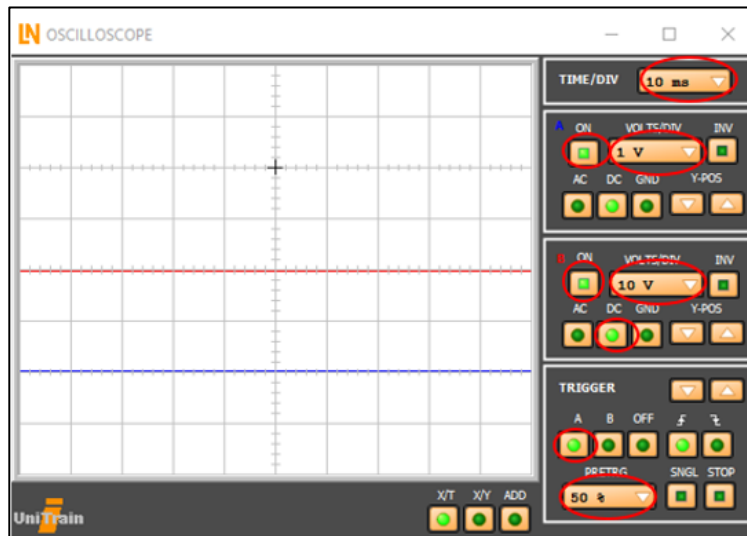 LN OSCILLOSCOPE
TIME/DIV 10 ms
A ON VOLTS/DIV INV
1 V
AC DC GND Y-POS
B ON VOLTS/DIV INV
10 V
AC DC GND Y-POS
TRIGGER
A B OFF
PRETRG SNGL STOP
50 %
X/T X/Y ADD
UniTrain